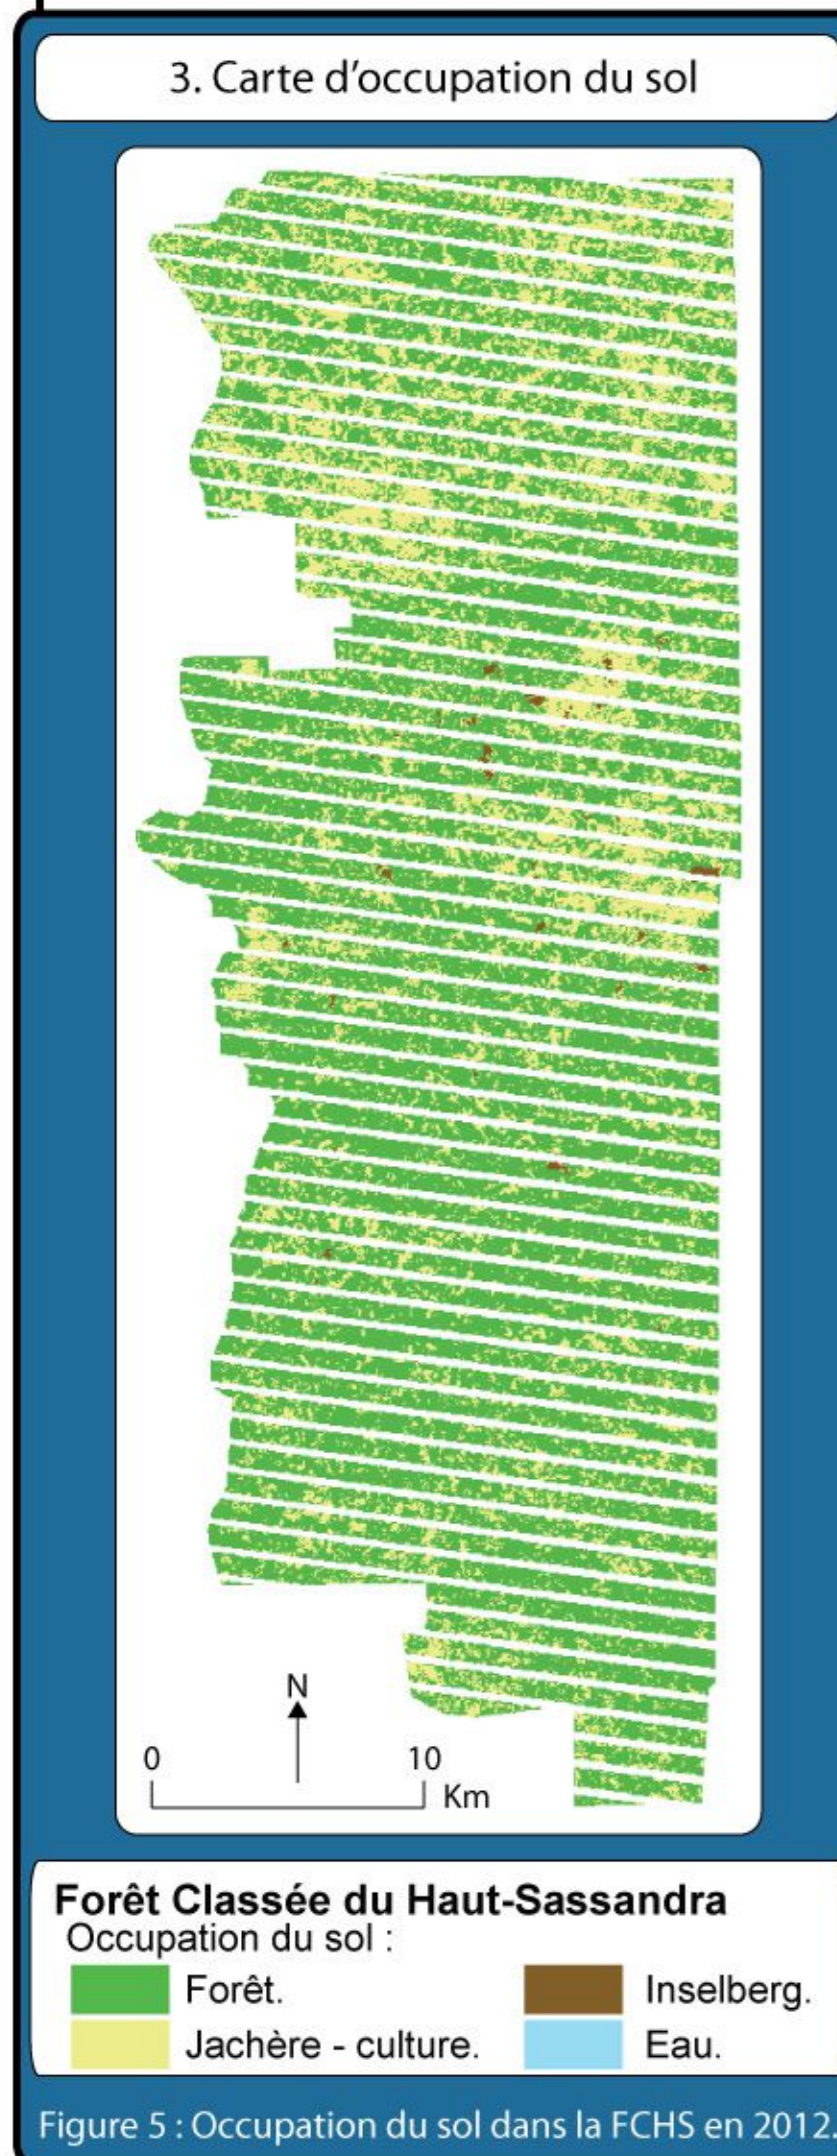 3. Carte d'occupation du sol
N
0 10
Km
Forêt Classée du Haut-Sassandra
Occupation du sol :
Forêt. Inselberg.
Jachère - culture. Eau.
Figure 5 : Occupation du sol dans la FCHS en 2012.